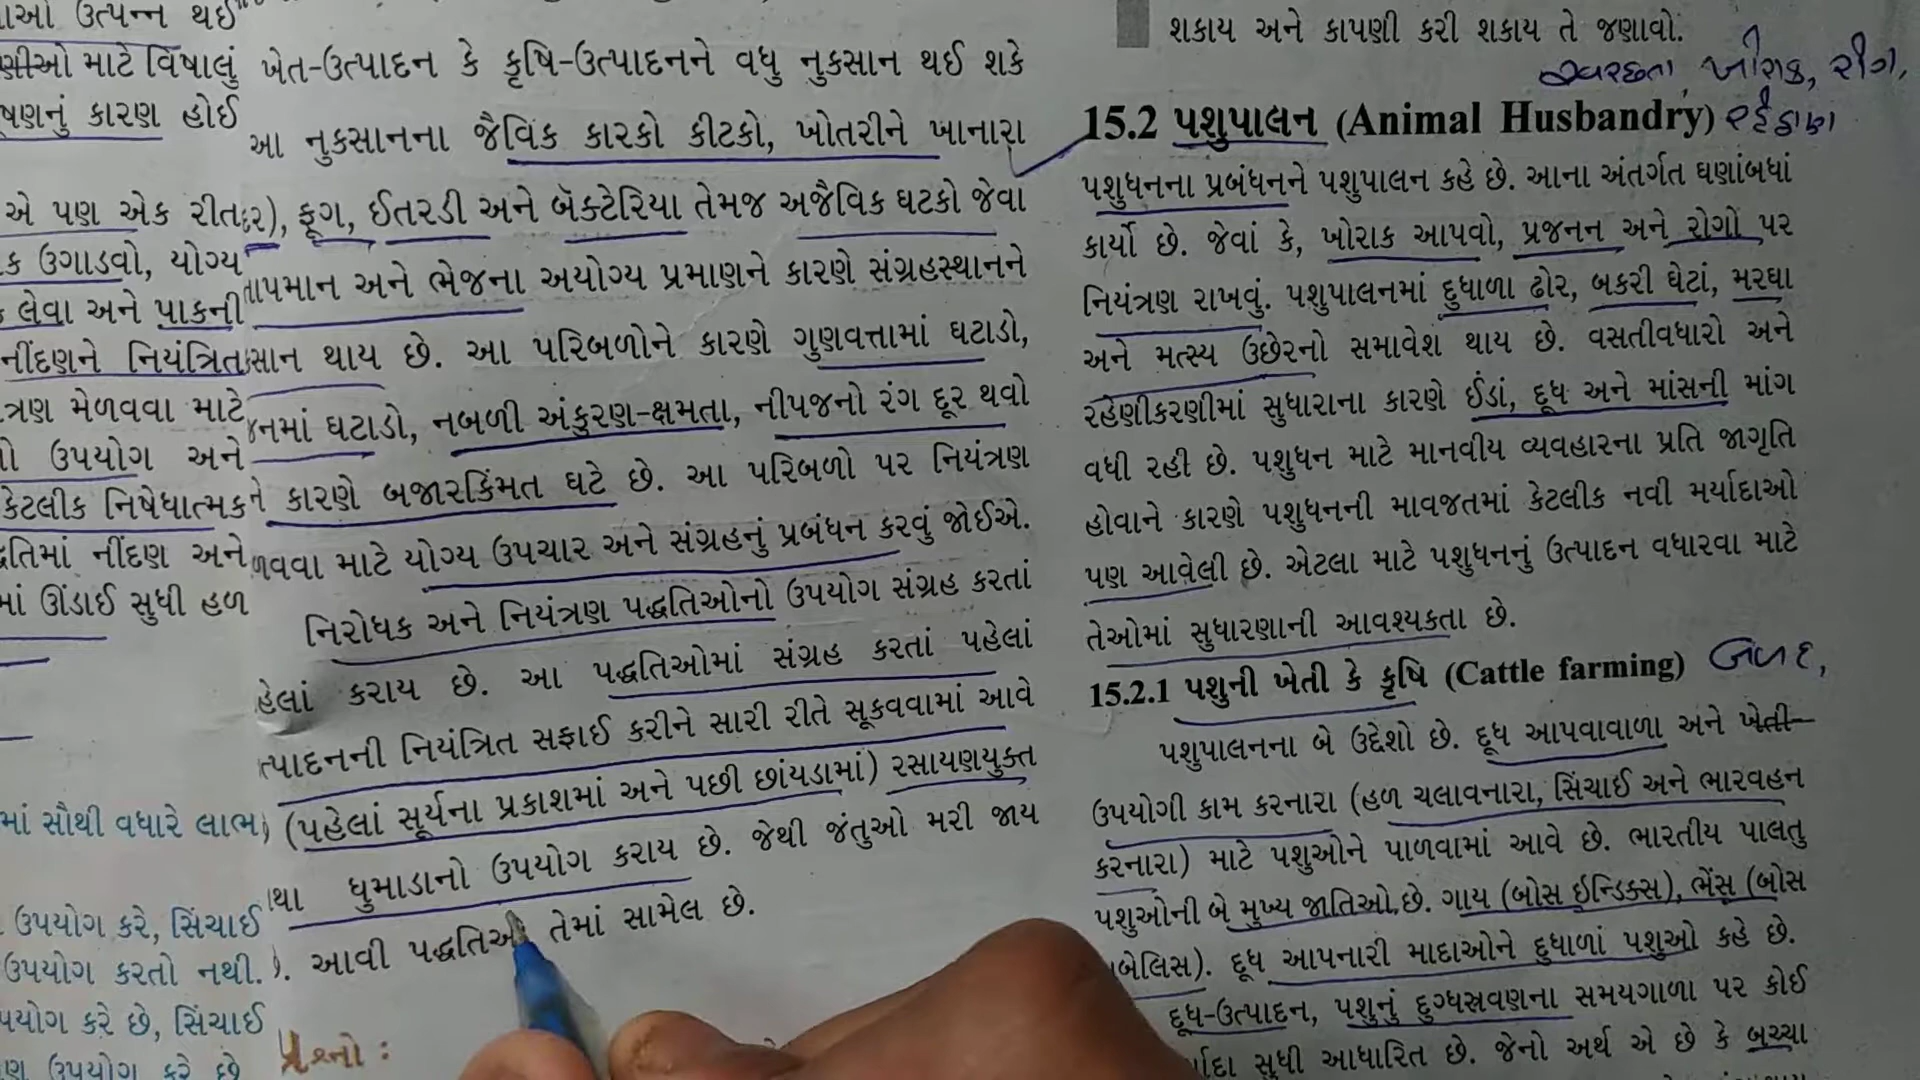 ાઓ ઉત્પન્ન થઈ
ણીઓ માટે વિષાલું
ષણનું કારણ હોઈ
એ પણ એક રીત
ક ઉગાડવો, યોગ્ય
લેવા અને પાકની
નીંદણને નિયંત્રિત
ત્રણ મેળવવા માટે
ઉપયોગ અને
કેટલીક નિષેધાત્મક
દ્ધતિમાં નીંદણ અને
માં ઊંડાઈ સુધી હળ
માં સૌથી વધારે લાભ
ઉપયોગ કરે, સિંચાઈ
ઉપયોગ કરતો નથી.
પયોગ કરે છે, સિંચાઈ
ણ ઉપયોગ કરે છે
ખેત-ઉત્પાદન કે કૃષિ-ઉત્પાદનને વધુ નુકસાન થઈ શકે
આ નુકસાનના જૈવિક કારકો કીટકો, ખોતરીને ખાનારા
દર), ફૂગ, ઈતરડી અને બૅક્ટેરિયા તેમજ અજૈવિક ઘટકો જેવા
તાપમાન અને ભેજના અયોગ્ય પ્રમાણને કારણે સંગ્રહસ્થાનને
સાન થાય છે. આ પરિબળોને કારણે ગુણવત્તામાં ઘટાડો,
જનમાં ઘટાડો, નબળી અંકુરણ-ક્ષમતા, નીપજનો રંગ દૂર થવો
ને કારણે બજારકિંમત ઘટે છે. આ પરિબળો પર નિયંત્રણ
ળવવા માટે યોગ્ય ઉપચાર અને સંગ્રહનું પ્રબંધન કરવું જોઈએ.
નિરોધક અને નિયંત્રણ પદ્ધતિઓનો ઉપયોગ સંગ્રહ કરતાં
હેલાં કરાય છે. આ પદ્ધતિઓમાં સંગ્રહ કરતાં પહેલાં
ત્પાદનની નિયંત્રિત સફાઈ કરીને સારી રીતે સૂકવવામાં આવે
(પહેલાં સૂર્યના પ્રકાશમાં અને પછી છાંયડામાં) રસાયણયુક્ત
થા ધુમાડાનો ઉપયોગ કરાય છે. જેથી જંતુઓ મરી જાય
). આવી પદ્ધતિઓ તેમાં સામેલ છે.
પ્રશ્નો :
શકાય અને કાપણી કરી શકાય તે જણાવો.
સ્વચ્છતા, ખોરાક, રોગ,
15.2 પશુપાલન (Animal Husbandry) રહેઠાણ
પશુધનના પ્રબંધનને પશુપાલન કહે છે. આના અંતર્ગત ઘણાંબધાં
કાર્યો છે. જેવાં કે, ખોરાક આપવો, પ્રજનન અને રોગો પર
નિયંત્રણ રાખવું. પશુપાલનમાં દુધાળા ઢોર, બકરી ઘેટાં, મરઘા
અને મત્સ્ય ઉછેરનો સમાવેશ થાય છે. વસતીવધારો અને
રહેણીકરણીમાં સુધારાના કારણે ઈંડાં, દૂધ અને માંસની માંગ
વધી રહી છે. પશુધન માટે માનવીય વ્યવહારના પ્રતિ જાગૃતિ
હોવાને કારણે પશુધનની માવજતમાં કેટલીક નવી મર્યાદાઓ
પણ આવેલી છે. એટલા માટે પશુધનનું ઉત્પાદન વધારવા માટે
તેઓમાં સુધારણાની આવશ્યકતા છે.
15.2.1 પશુની ખેતી કે કૃષિ (Cattle farming) બળદ,
પશુપાલનના બે ઉદ્દેશો છે. દૂધ આપવાવાળા અને ખેતી–
ઉપયોગી કામ કરનારા (હળ ચલાવનારા, સિંચાઈ અને ભારવહન
કરનારા) માટે પશુઓને પાળવામાં આવે છે. ભારતીય પાલતુ
પશુઓની બે મુખ્ય જાતિઓ છે. ગાય (બોસ ઇન્ડિક્સ), ભેંસ (બોસ
બેલિસ). દૂધ આપનારી માદાઓને દુધાળાં પશુઓ કહે છે.
દૂધ-ઉત્પાદન, પશુનું દુગ્ધસ્રવણના સમયગાળા પર કોઈ
ર્યાદા સુધી આધારિત છે. જેનો અર્થ એ છે કે બચ્ચા